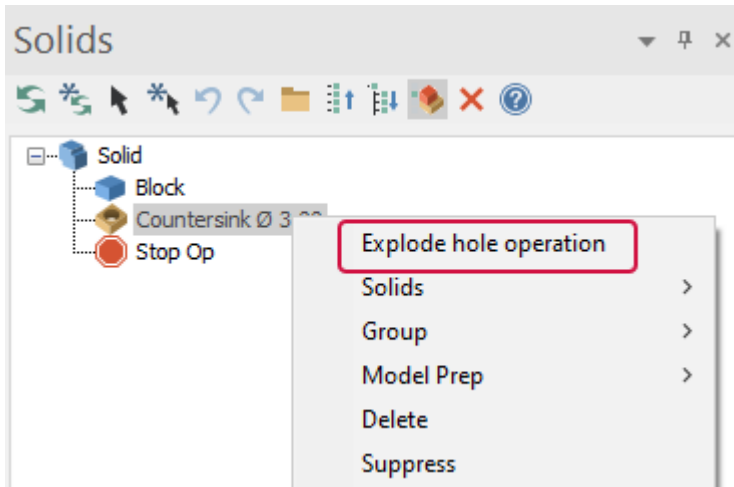 Solids
Solid
Block
Countersink Ø 3
Stop Op
Explode hole operation
Solids
Group
Model Prep
Delete
Suppress